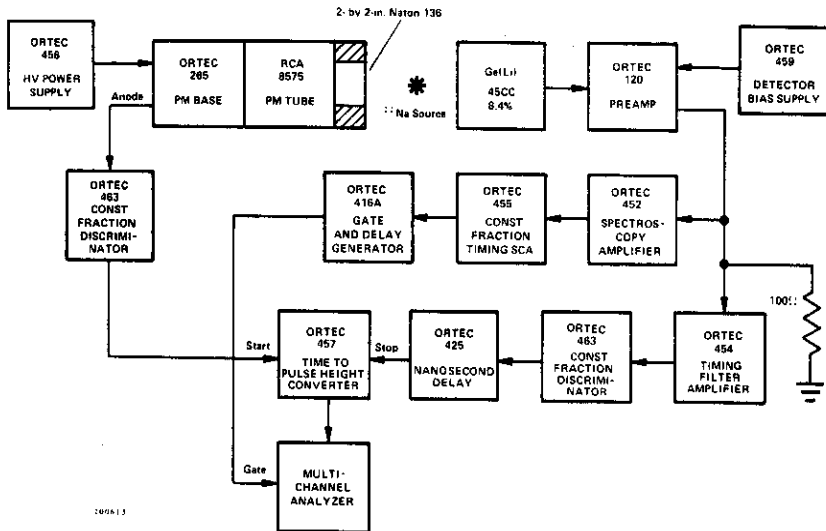 2- by 2-in. Naton 136
ORTEC
456
HV POWER
SUPPLY
ORTEC
265
PM BASE
RCA
8575
PM TUBE
Na Source
Ge(Li)
45CC
8.4%
ORTEC
120
PREAMP
ORTEC
459
DETECTOR
BIAS SUPPLY
Anode
ORTEC
463
CONST
FRACTION
DISCRIMI-
NATOR
ORTEC
416A
GATE
AND DELAY
GENERATOR
ORTEC
455
CONST
FRACTION
TIMING SCA
ORTEC
452
SPECTROS-
COPY
AMPLIFIER
100Ω
Start
ORTEC
457
TIME TO
PULSE HEIGHT
CONVERTER
Stop
ORTEC
425
NANOSECOND
DELAY
ORTEC
463
CONST
FRACTION
DISCRIMI-
NATOR
ORTEC
454
TIMING
FILTER
AMPLIFIER
Gate
MULTI-
CHANNEL
ANALYZER